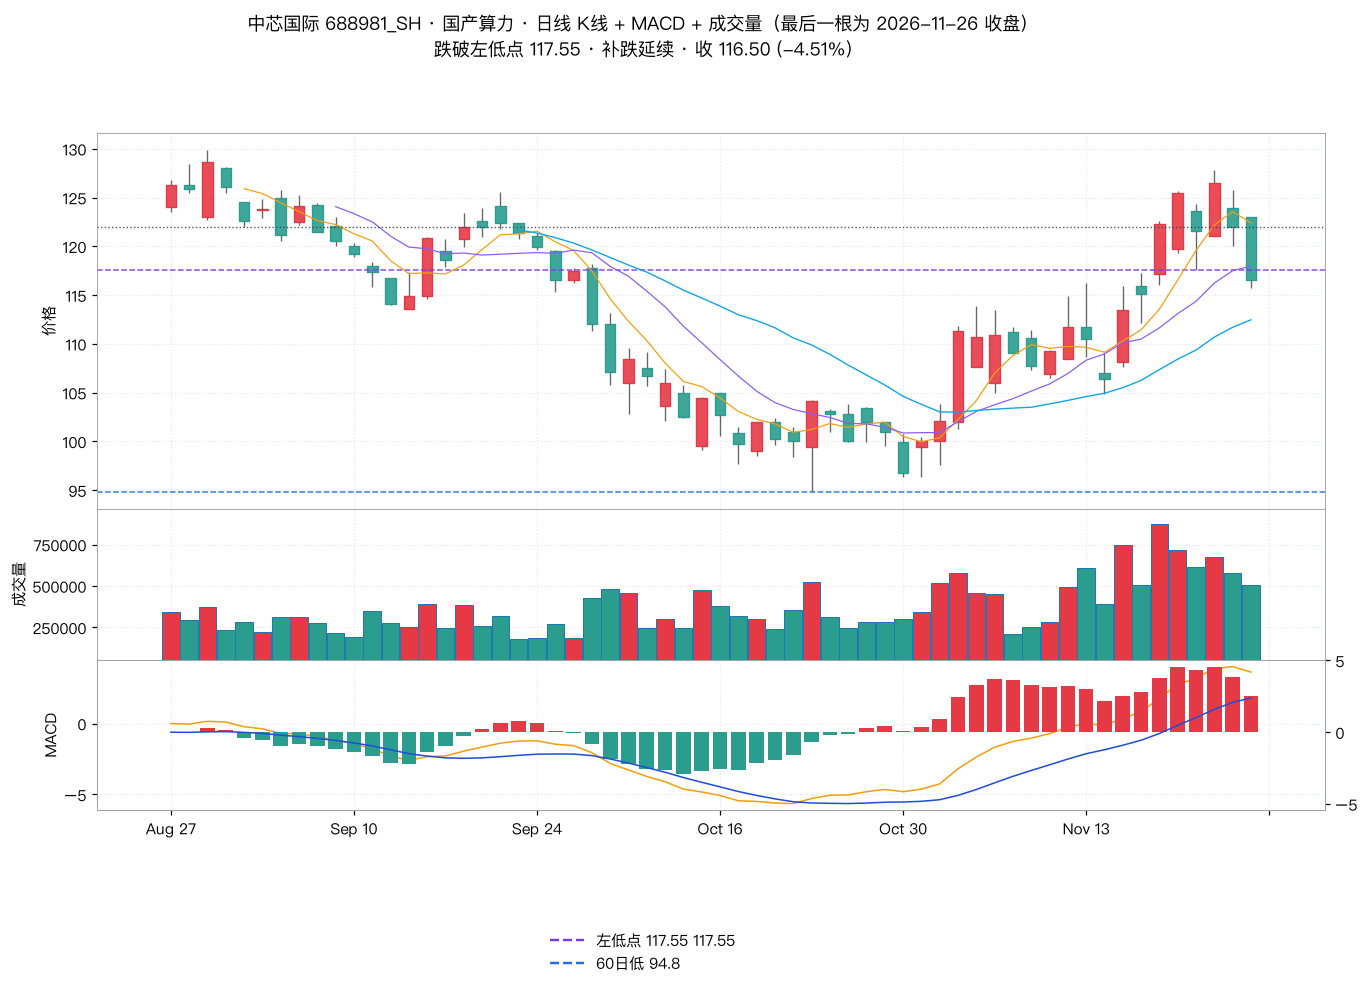 中芯国际 688981_SH · 国产算力 · 日线 K线 + MACD + 成交量（最后一根为 2026-11-26 收盘）
跌破左低点 117.55 · 补跌延续 · 收 116.50 (-4.51%)
130
125
120
115
110
105
100
95
价格
750000
500000
250000
成交量
5
0
-5
0
−5
MACD
Aug 27
Sep 10
Sep 24
Oct 16
Oct 30
Nov 13
左低点 117.55 117.55
60日低 94.8